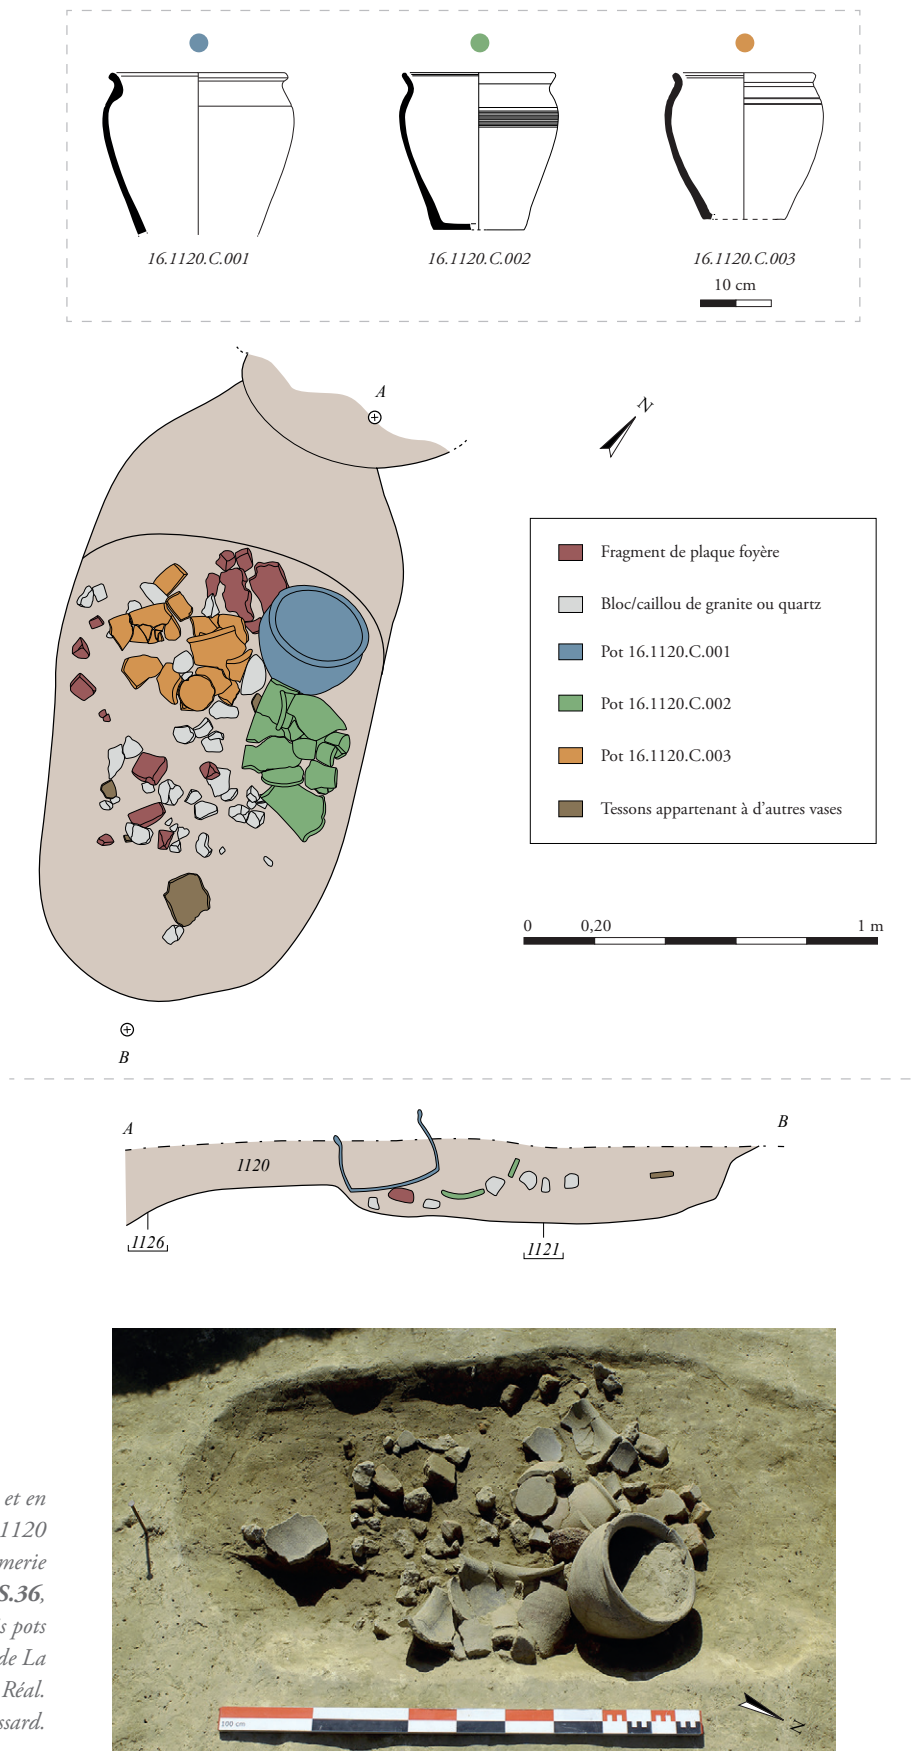 16.1120.C.001
16.1120.C.002
16.1120.C.003
10 cm
A
N
Fragment de plaque foyère
Bloc/caillou de granite ou quartz
Pot 16.1120.C.001
Pot 16.1120.C.002
Pot 16.1120.C.003
Tessons appartenant à d'autres vases
0 0,20 1 m
B
A
B
1120
1126
1121
et en
1120
merie
S.36,
s pots
de La
Réal.
ssard.
100 cm
N